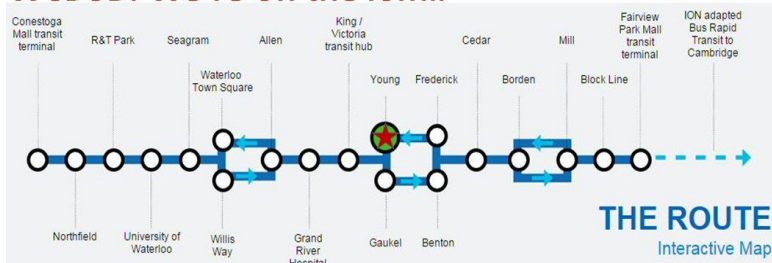 Conestoga
Mall transit
terminal
R&T Park
Seagram
Waterloo
Town Square
Allen
King /
Victoria
transit hub
Young
Frederick
Cedar
Borden
Mill
Block Line
Fairview
Park Mall
transit
terminal
ION adapted
Bus Rapid
Transit to
Cambridge
Northfield
University of
Waterloo
Willis
Way
Grand
River
Hospital
Gaukel
Benton
THE ROUTE
Interactive Map